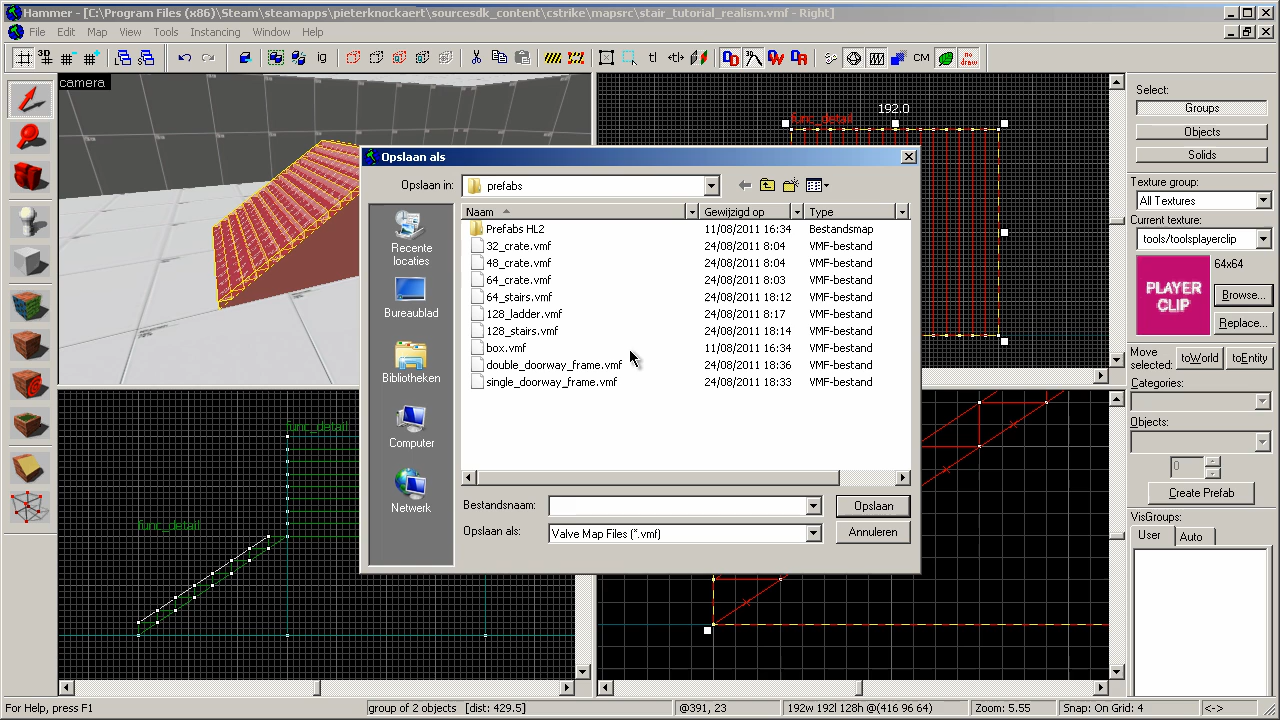 Hammer - [C:\Program Files (x86)\Steam\steamapps\pieterknockaert\sourcesdk_content\cstrike\mapsrc\stair_tutorial_realism.vmf - Right]
File Edit Map View Tools Instancing Window Help
3D
ig
tl
CM
no draw
camera
func_detail
192.0
func_detail
func_detail
Opslaan als
Opslaan in: prefabs
Recente locaties
Bureaublad
Bibliotheken
Computer
Netwerk
Naam Gewijzigd op Type
Prefabs HL2 11/08/2011 16:34 Bestandsmap
32_crate.vmf 24/08/2011 8:04 VMF-bestand
48_crate.vmf 24/08/2011 8:04 VMF-bestand
64_crate.vmf 24/08/2011 8:03 VMF-bestand
64_stairs.vmf 24/08/2011 18:12 VMF-bestand
128_ladder.vmf 24/08/2011 8:17 VMF-bestand
128_stairs.vmf 24/08/2011 18:14 VMF-bestand
box.vmf 11/08/2011 16:34 VMF-bestand
double_doorway_frame.vmf 24/08/2011 18:36 VMF-bestand
single_doorway_frame.vmf 24/08/2011 18:33 VMF-bestand
Bestandsnaam:
Opslaan
Opslaan als: Valve Map Files (*.vmf)
Annuleren
Select:
Groups
Objects
Solids
Texture group:
All Textures
Current texture:
tools/toolsplayerclip
PLAYER CLIP
64x64
Browse...
Replace...
Move selected:
toWorld
toEntity
Categories:
Objects:
0
Create Prefab
VisGroups:
User Auto
For Help, press F1
group of 2 objects [dist: 429.5]
@391, 23
192w 192l 128h @(416 96 64)
Zoom: 5.55
Snap: On Grid: 4
<->